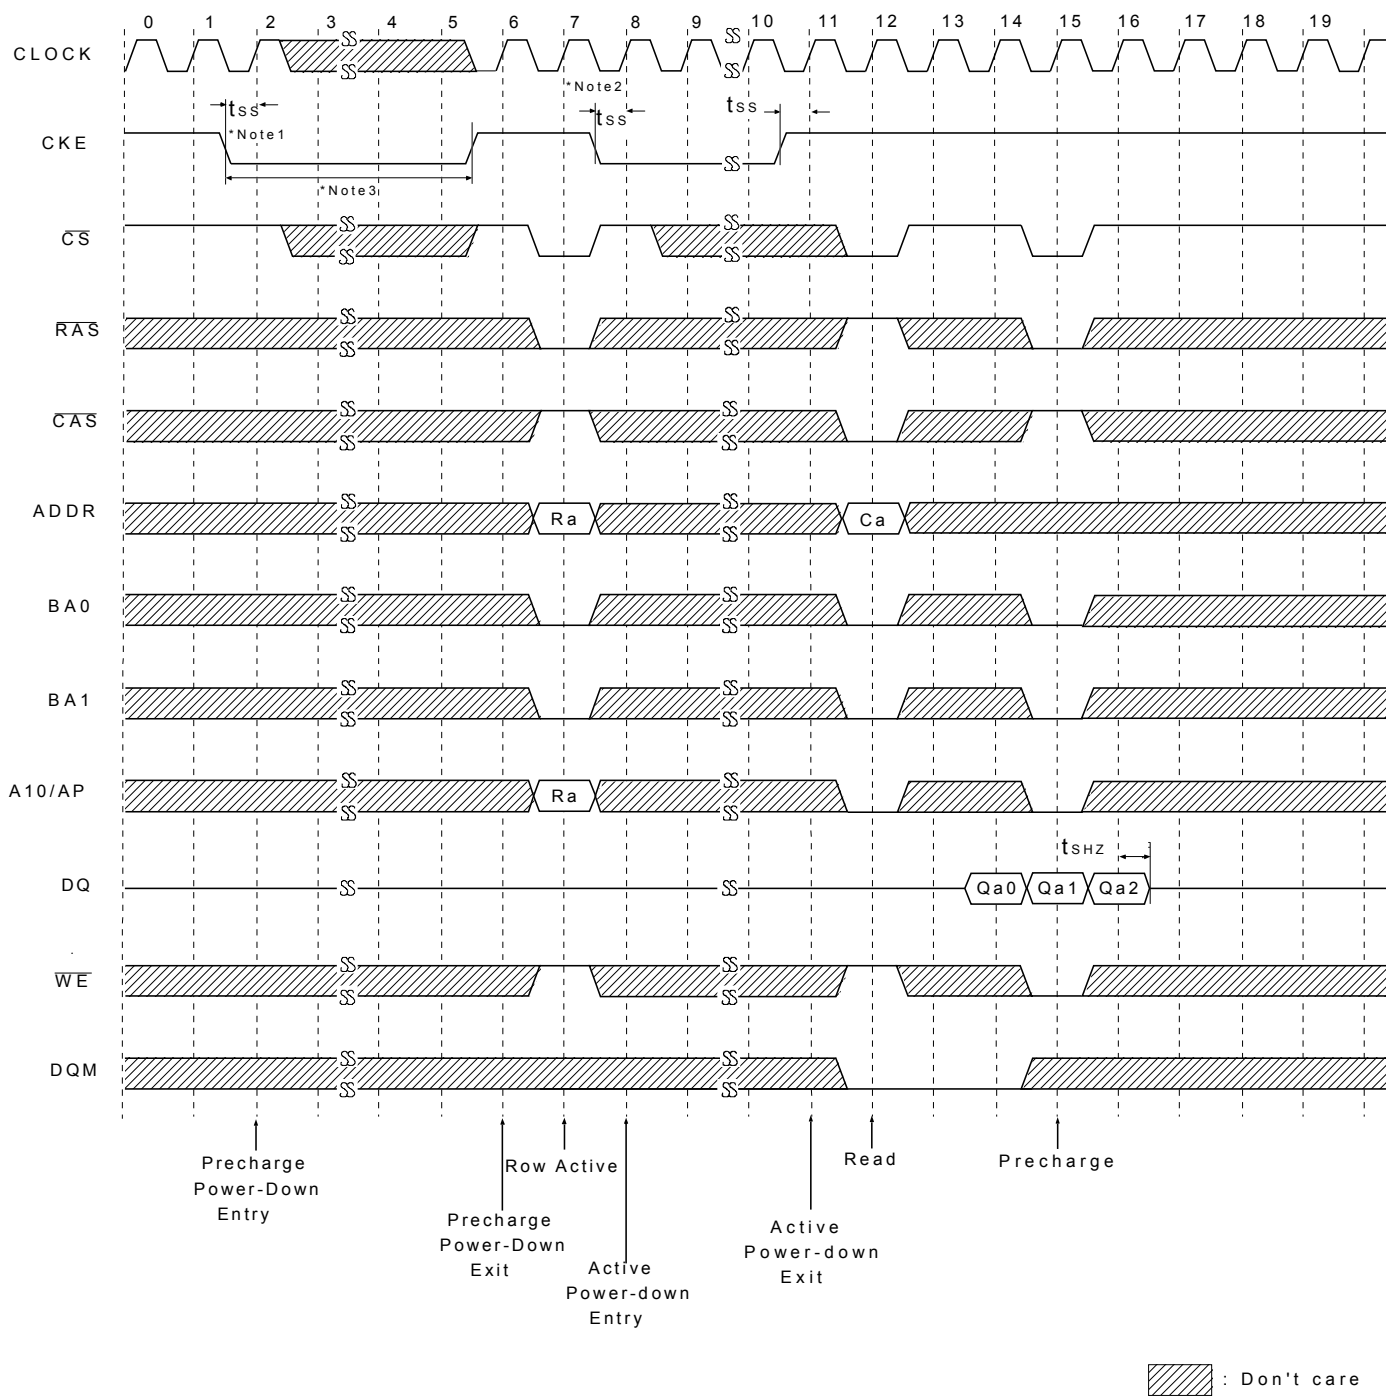 0 1 2 3 4 5 6 7 8 9 10 11 12 13 14 15 16 17 18 19
CLOCK
*Note2
tSS
tSS
tSS
*Note1
CKE
*Note3
CS
RAS
CAS
ADDR
Ra
Ca
BA0
BA1
A10/AP
Ra
tSHZ
DQ
Qa0
Qa1
Qa2
WE
DQM
Precharge
Power-Down
Entry
Precharge
Power-Down
Exit
Row Active
Active
Power-down
Entry
Active
Power-down
Exit
Read
Precharge
: Don't care